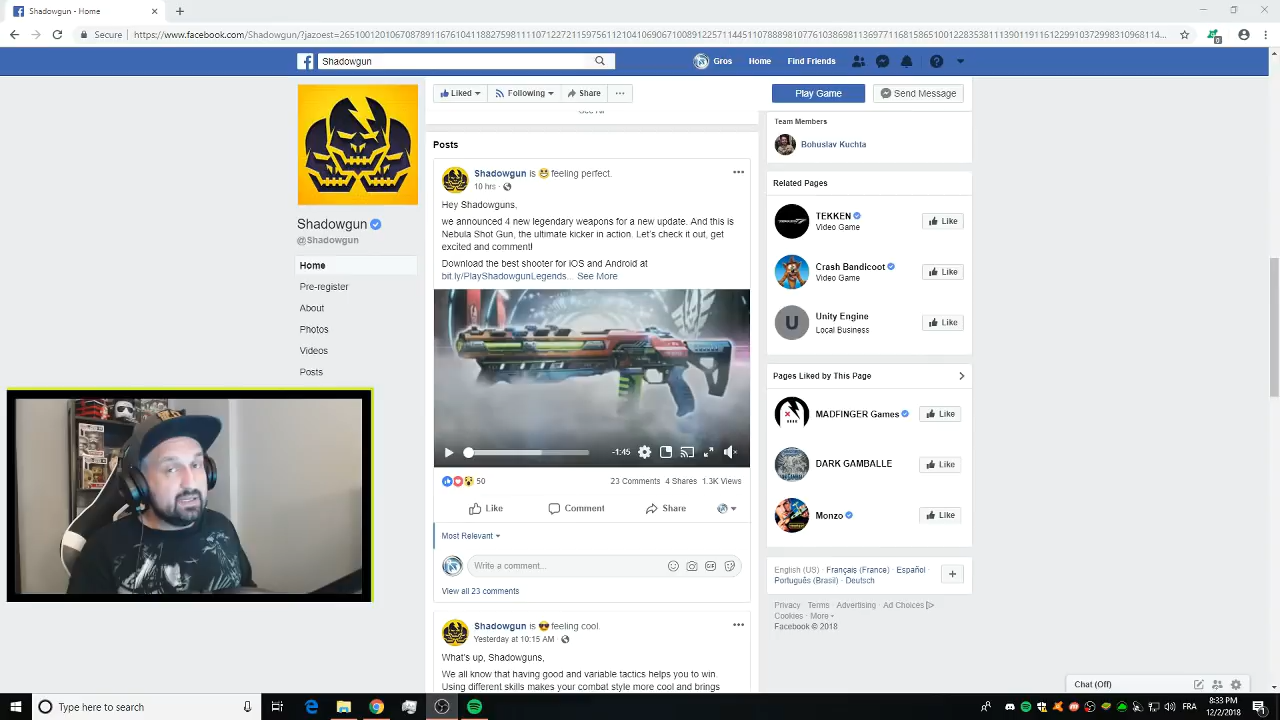 Shadowgun - Home
Secure
https://www.facebook.com/Shadowgun/?jazoest=
Shadowgun
Gros
Home
Find Friends
Liked
Following
Share
Play Game
Send Message
Shadowgun
@Shadowgun
Home
Pre-register
About
Photos
Videos
Posts
Posts
Shadowgun is feeling perfect.
10 hrs
Hey Shadowguns,
we announced 4 new legendary weapons for a new update. And this is
Nebula Shot Gun, the ultimate kicker in action. Let's check it out, get
excited and comment!
Download the best shooter for iOS and Android at
bit.ly/PlayShadowgunLegends... See More
-1:45
50
23 Comments 4 Shares 1.3K Views
Like
Comment
Share
Most Relevant
Write a comment...
View all 23 comments
Shadowgun is feeling cool.
Yesterday at 10:15 AM
What's up, Shadowguns,
We all know that having good and variable tactics helps you to win.
Using different skills makes your combat style more cool and brings
Team Members
Bohuslav Kuchta
Related Pages
TEKKEN
Video Game
Like
Crash Bandicoot
Video Game
Like
U
Unity Engine
Local Business
Like
Pages Liked by This Page
MADFINGER Games
Like
DARK GAMBALLE
Like
Monzo
Like
English (US) · Français (France) · Español ·
Português (Brasil) · Deutsch
Privacy · Terms · Advertising · Ad Choices
Cookies · More
Facebook © 2018
Chat (Off)
Type here to search
FRA
8:33 PM
12/2/2018